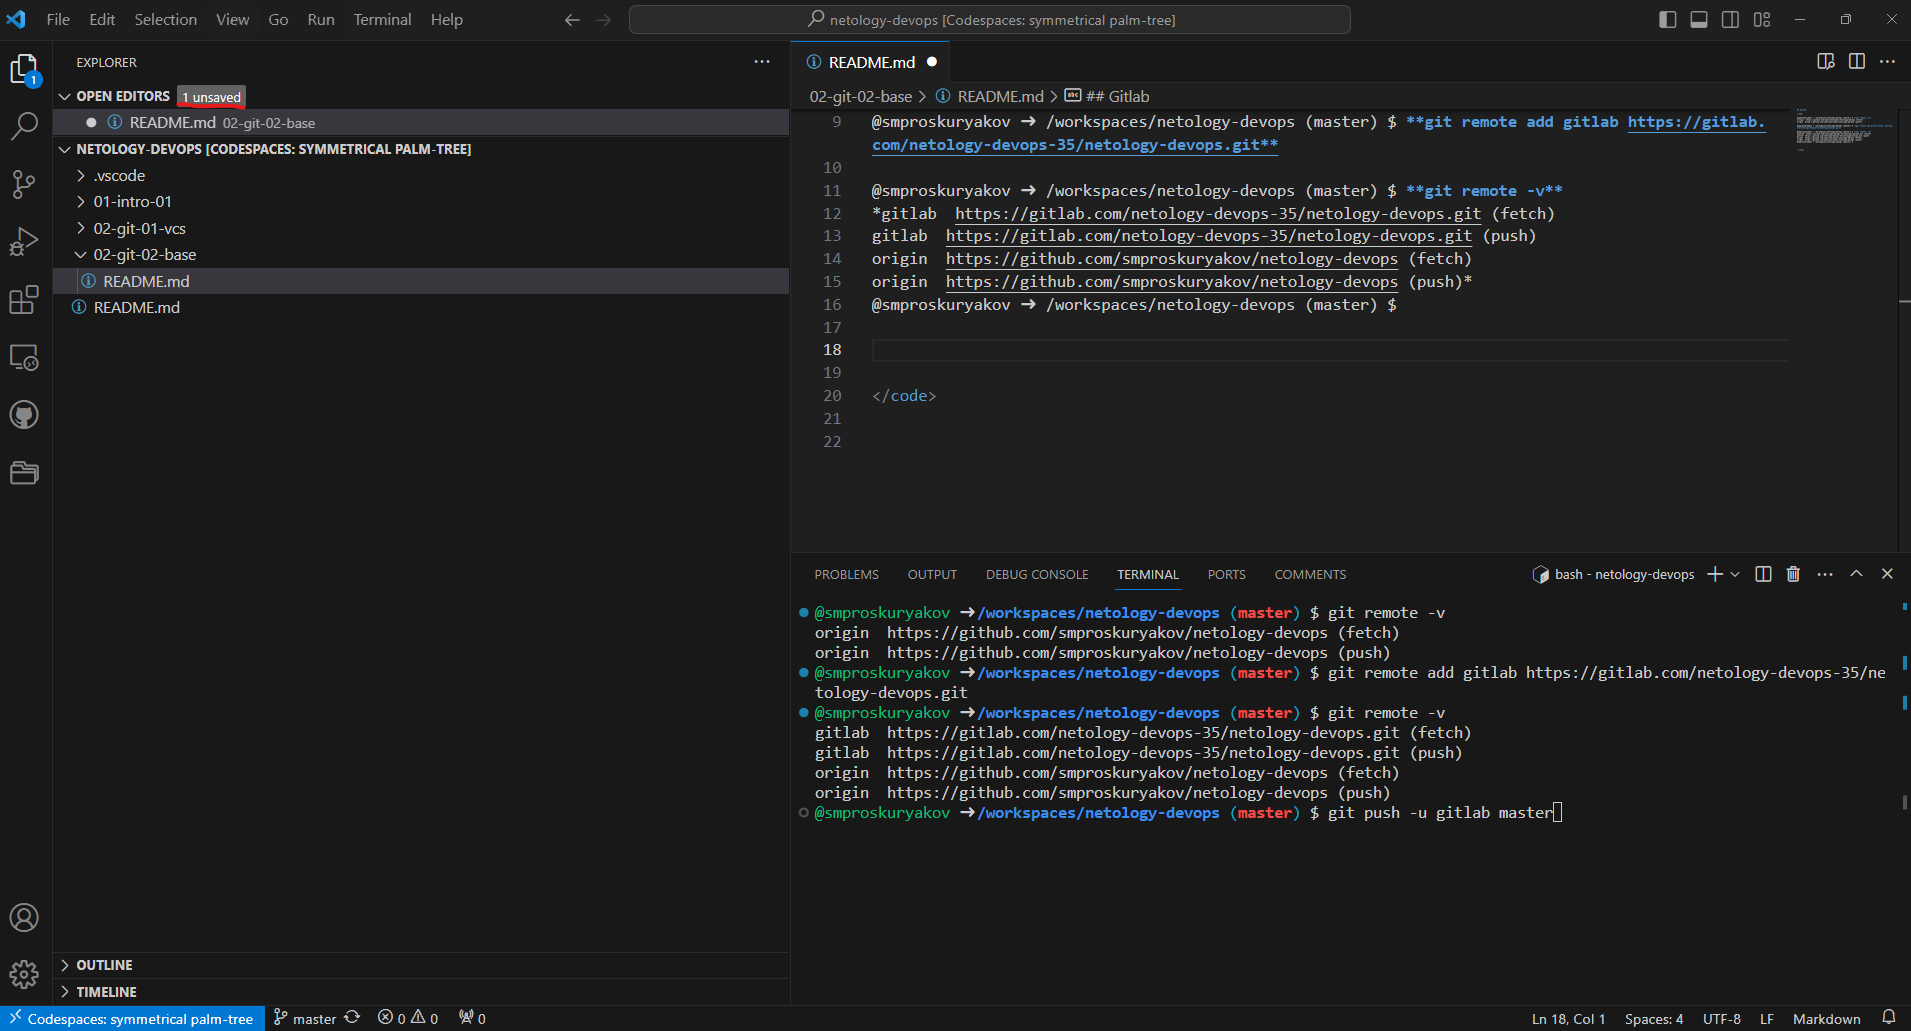 File Edit Selection View Go Run Terminal Help
netology-devops [Codespaces: symmetrical palm-tree]
EXPLORER
OPEN EDITORS 1 unsaved
README.md 02-git-02-base
NETOLOGY-DEVOPS [CODESPACES: SYMMETRICAL PALM-TREE]
.vscode
01-intro-01
02-git-01-vcs
02-git-02-base
README.md
README.md
OUTLINE
TIMELINE
1
README.md
02-git-02-base > README.md > ## Gitlab
9 @smproskuryakov → /workspaces/netology-devops (master) $ **git remote add gitlab https://gitlab.
com/netology-devops-35/netology-devops.git**
10
11 @smproskuryakov → /workspaces/netology-devops (master) $ **git remote -v**
12 *gitlab  https://gitlab.com/netology-devops-35/netology-devops.git (fetch)
13 gitlab  https://gitlab.com/netology-devops-35/netology-devops.git (push)
14 origin  https://github.com/smproskuryakov/netology-devops (fetch)
15 origin  https://github.com/smproskuryakov/netology-devops (push)*
16 @smproskuryakov → /workspaces/netology-devops (master) $
17
18
19
20 </code>
21
22
PROBLEMS OUTPUT DEBUG CONSOLE TERMINAL PORTS COMMENTS
bash - netology-devops
@smproskuryakov →/workspaces/netology-devops (master) $ git remote -v
origin  https://github.com/smproskuryakov/netology-devops (fetch)
origin  https://github.com/smproskuryakov/netology-devops (push)
@smproskuryakov →/workspaces/netology-devops (master) $ git remote add gitlab https://gitlab.com/netology-devops-35/ne
tology-devops.git
@smproskuryakov →/workspaces/netology-devops (master) $ git remote -v
gitlab  https://gitlab.com/netology-devops-35/netology-devops.git (fetch)
gitlab  https://gitlab.com/netology-devops-35/netology-devops.git (push)
origin  https://github.com/smproskuryakov/netology-devops (fetch)
origin  https://github.com/smproskuryakov/netology-devops (push)
@smproskuryakov →/workspaces/netology-devops (master) $ git push -u gitlab master
Codespaces: symmetrical palm-tree master 0 0 0
Ln 18, Col 1 Spaces: 4 UTF-8 LF Markdown